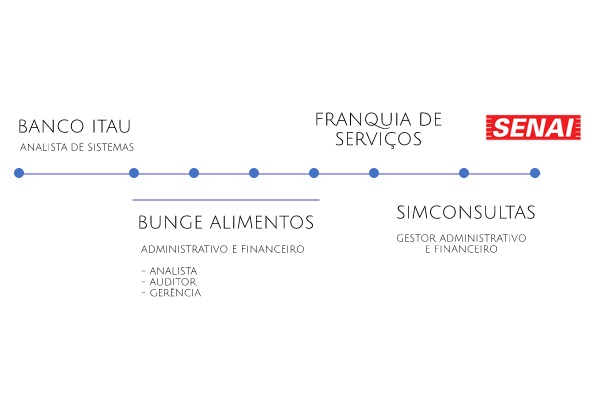 BANCO ITAU
ANALISTA DE SISTEMAS
FRANQUIA DE
SERVIÇOS
SENAI
BUNGE ALIMENTOS
ADMINISTRATIVO E FINANCEIRO
- ANALISTA
- AUDITOR
- GERÊNCIA
SIMCONSULTAS
GESTOR ADMINISTRATIVO
E FINANCEIRO